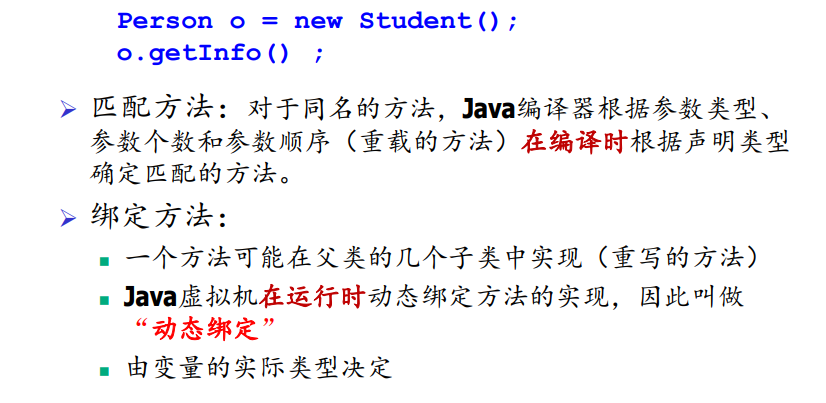 Person o = new Student();
o.getInfo() ;
匹配方法：对于同名的方法，Java编译器根据参数类型、
参数个数和参数顺序（重载的方法）在编译时根据声明类型
确定匹配的方法。
绑定方法：
一个方法可能在父类的几个子类中实现（重写的方法）
Java虚拟机在运行时动态绑定方法的实现，因此叫做
“动态绑定”
由变量的实际类型决定